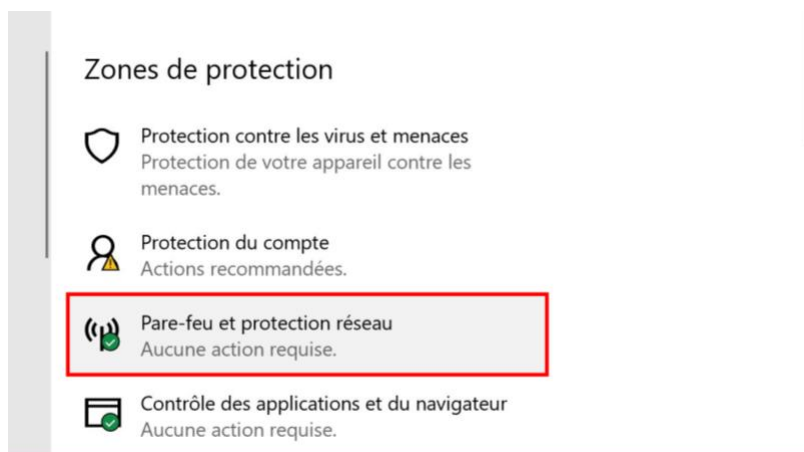 Zones de protection
Protection contre les virus et menaces
Protection de votre appareil contre les
menaces.
Protection du compte
Actions recommandées.
Pare-feu et protection réseau
Aucune action requise.
Contrôle des applications et du navigateur
Aucune action requise.